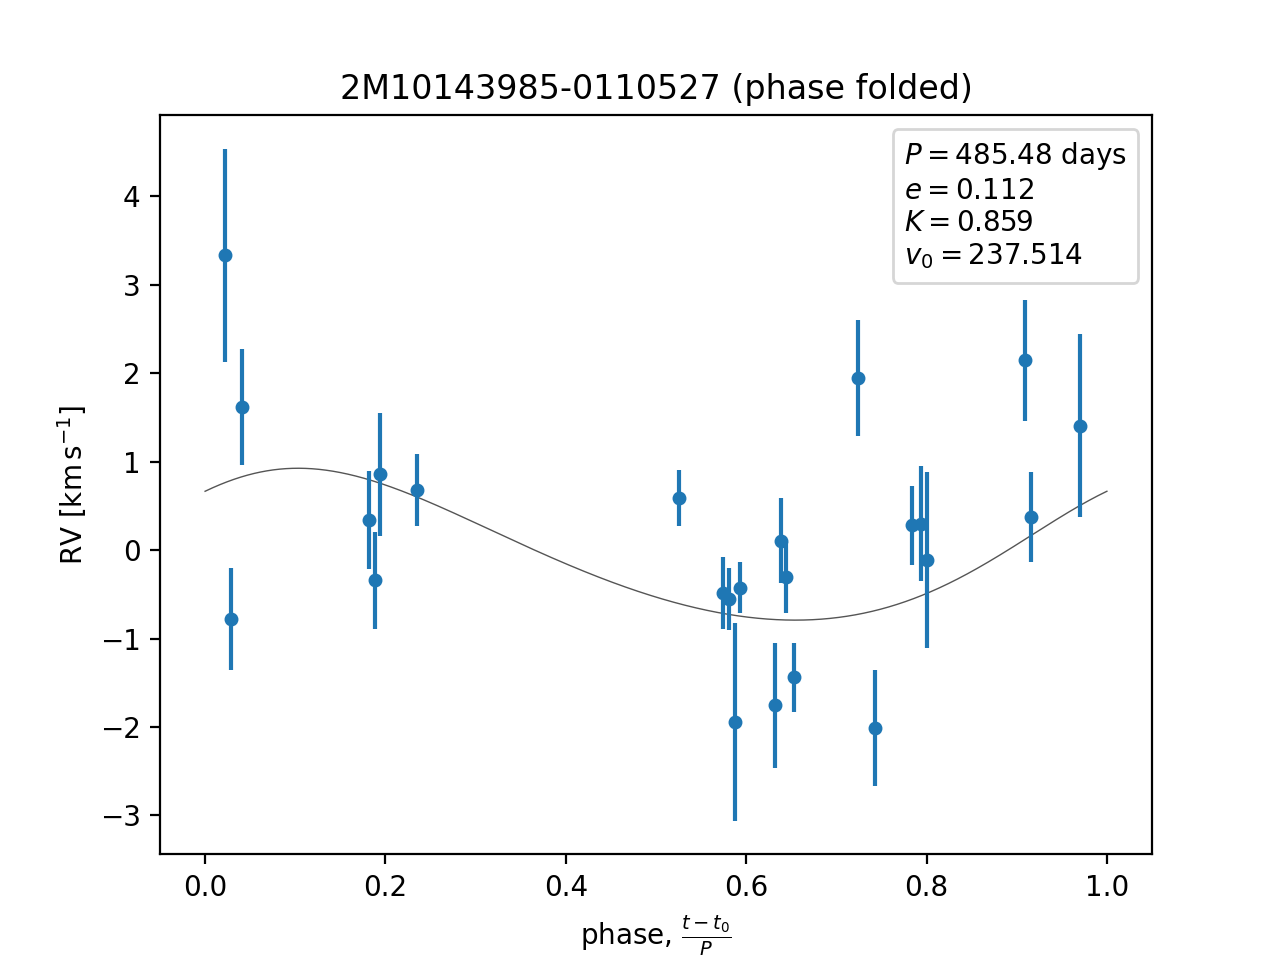 2M10143985-0110527 (phase folded)
P = 485.48 days
e = 0.112
K = 0.859
v₀ = 237.514
RV [km s⁻¹]
4
3
2
1
0
−1
−2
−3
0.0 0.2 0.4 0.6 0.8 1.0
phase, (t − t₀)/P